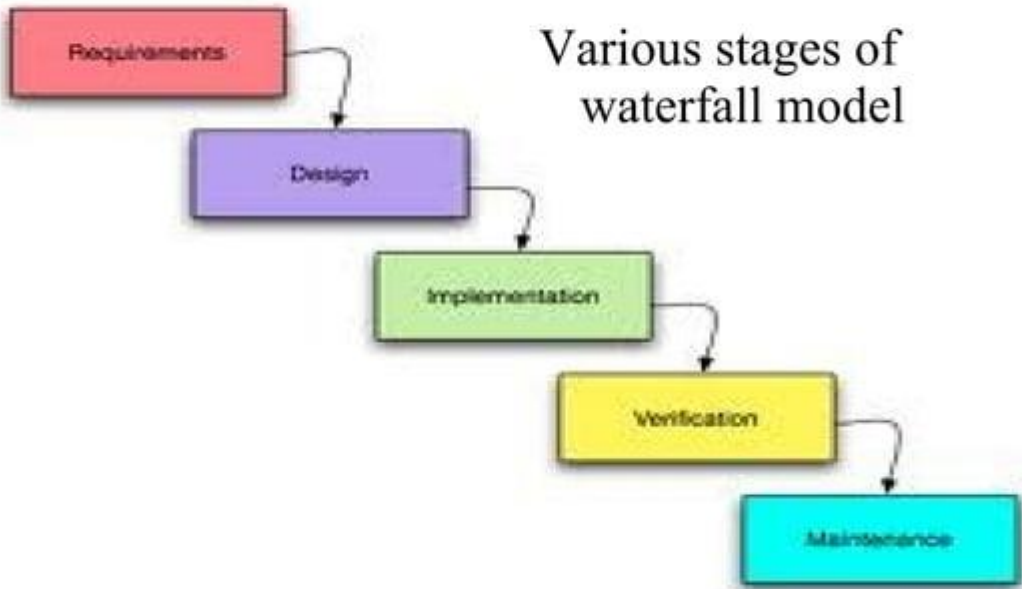 Various stages of
waterfall model
Requirements
Design
Implementation
Verification
Maintenance